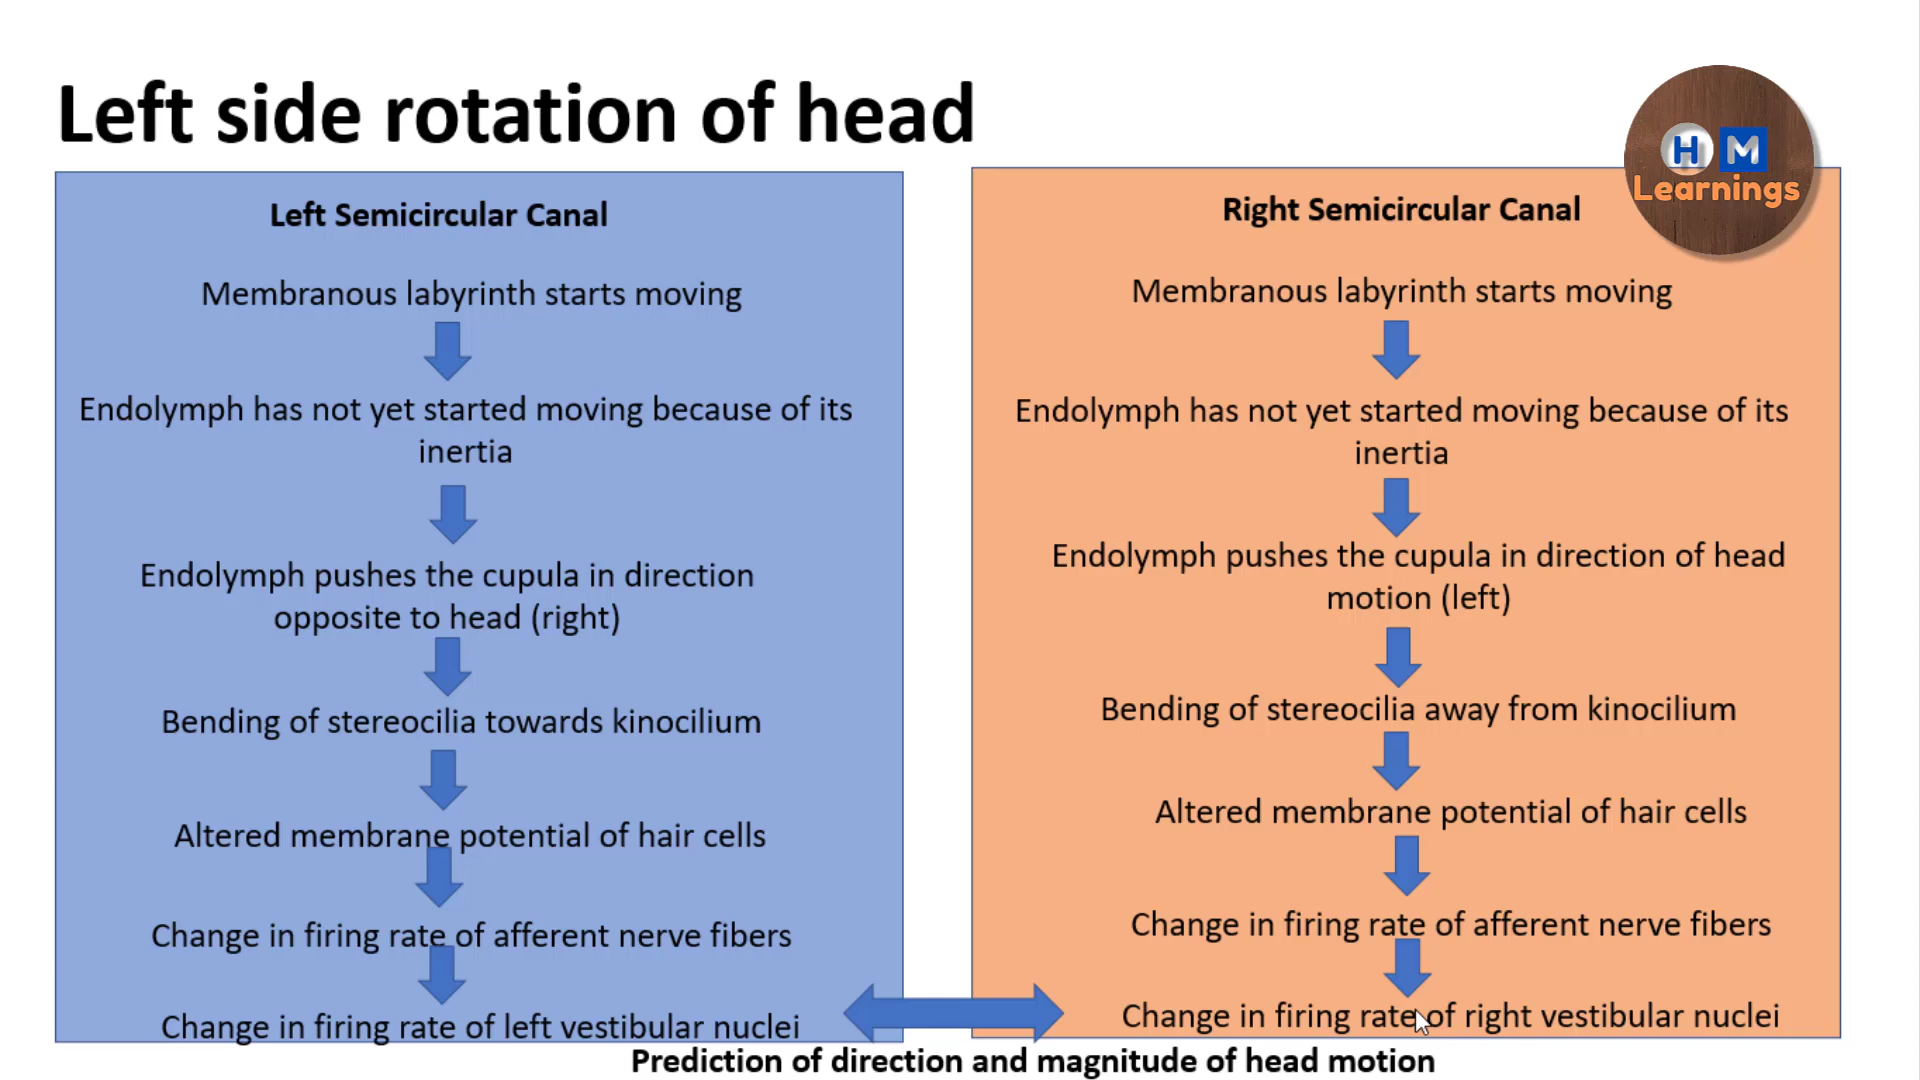 Left side rotation of head
H M
Learnings
Left Semicircular Canal
Membranous labyrinth starts moving
Endolymph has not yet started moving because of its
inertia
Endolymph pushes the cupula in direction
opposite to head (right)
Bending of stereocilia towards kinocilium
Altered membrane potential of hair cells
Change in firing rate of afferent nerve fibers
Change in firing rate of left vestibular nuclei
Right Semicircular Canal
Membranous labyrinth starts moving
Endolymph has not yet started moving because of its
inertia
Endolymph pushes the cupula in direction of head
motion (left)
Bending of stereocilia away from kinocilium
Altered membrane potential of hair cells
Change in firing rate of afferent nerve fibers
Change in firing rate of right vestibular nuclei
Prediction of direction and magnitude of head motion